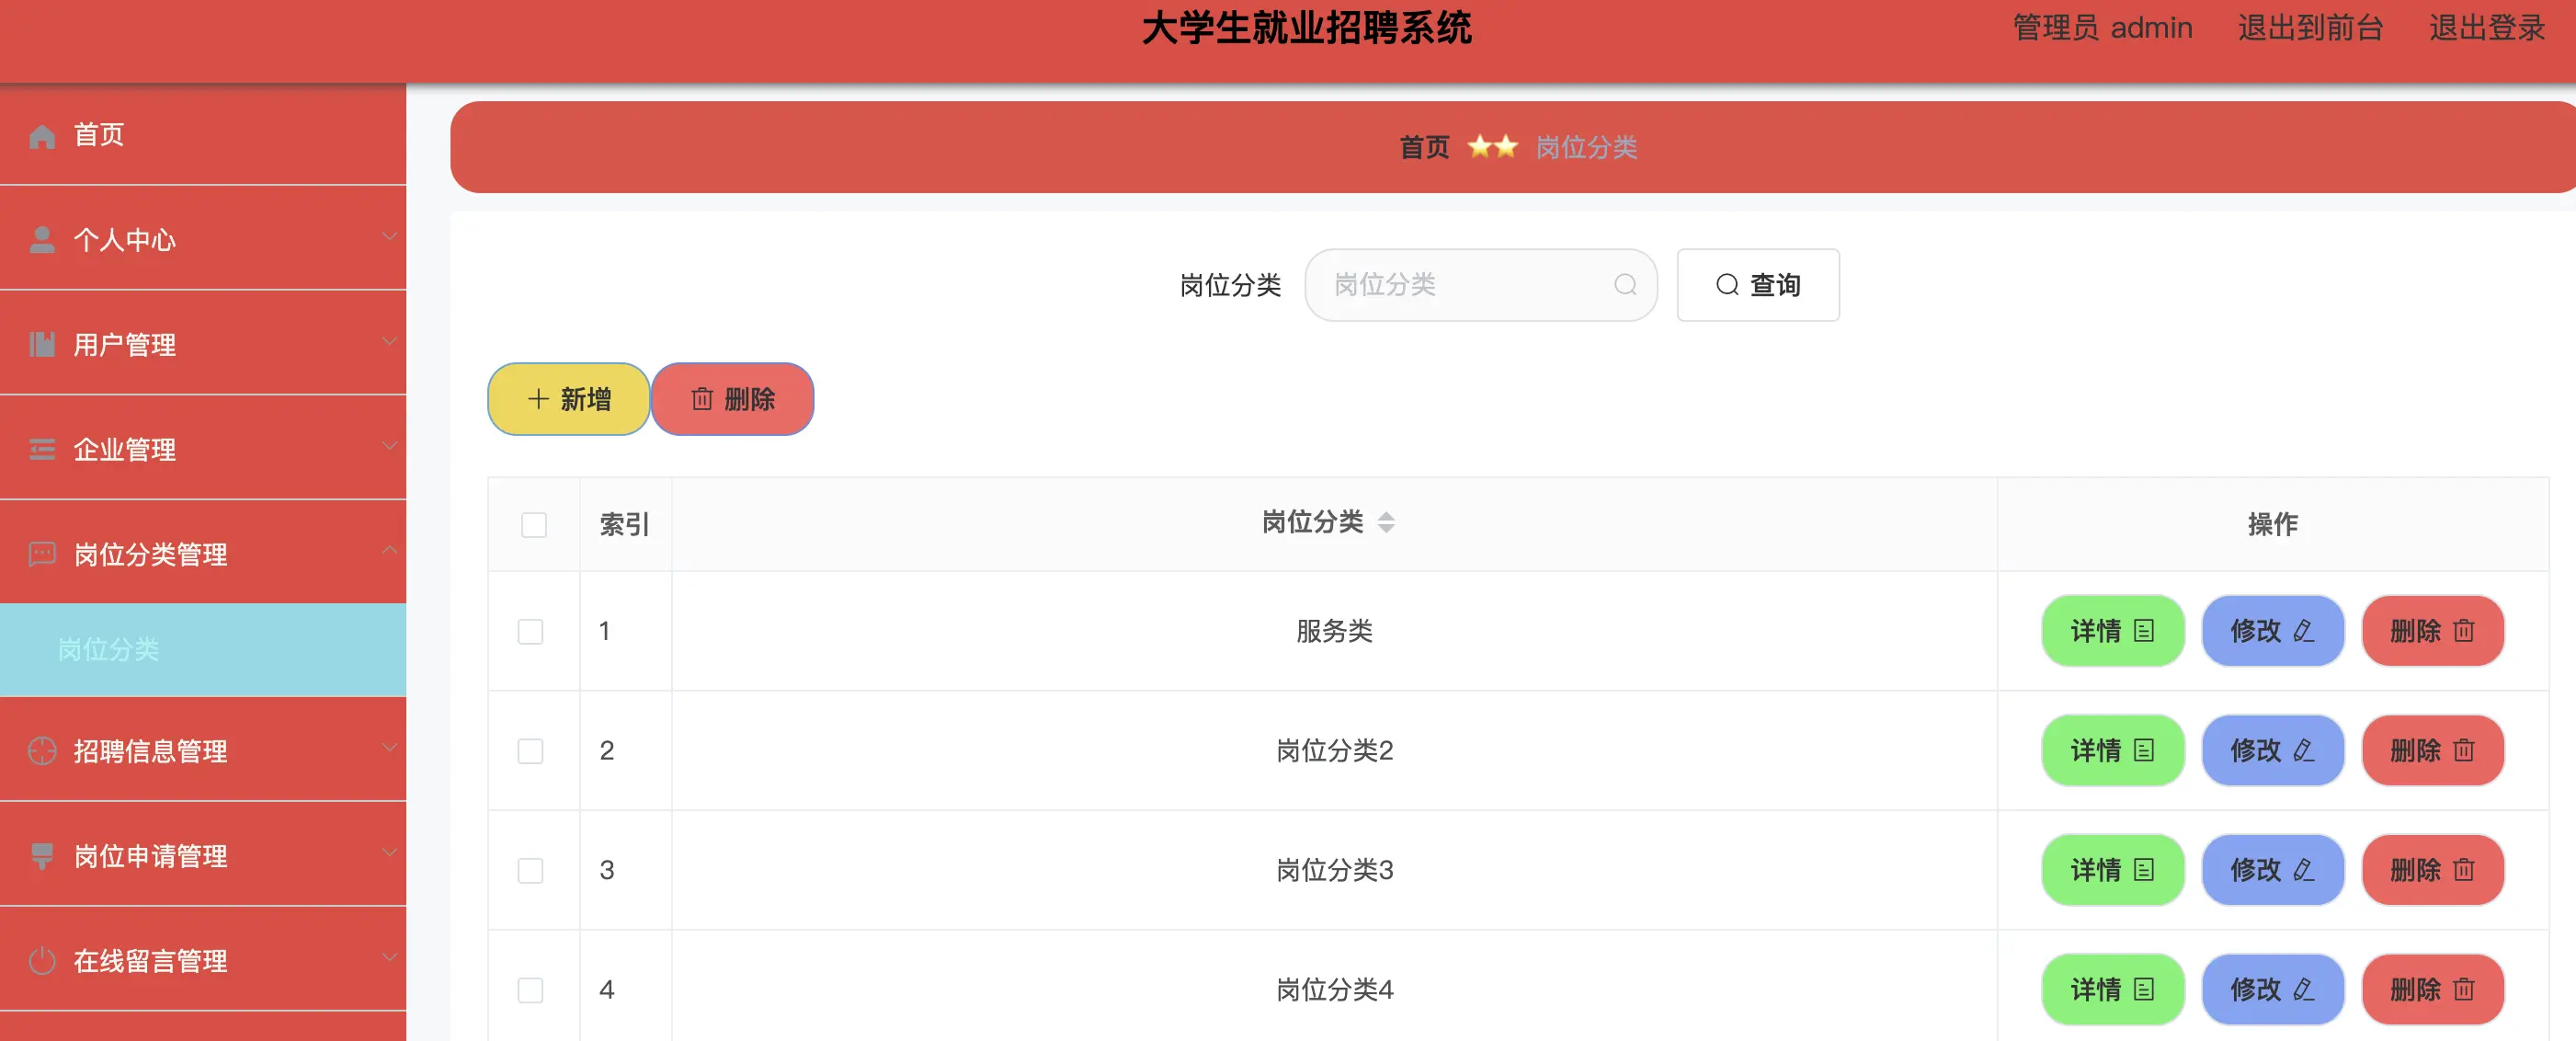 大学生就业招聘系统
管理员 admin 退出到前台 退出登录
首页
个人中心
用户管理
企业管理
岗位分类管理
岗位分类
招聘信息管理
岗位申请管理
在线留言管理
首页 ⭐⭐ 岗位分类
岗位分类 岗位分类 查询
新增 删除
索引 岗位分类 操作
1 服务类 详情 修改 删除
2 岗位分类2 详情 修改 删除
3 岗位分类3 详情 修改 删除
4 岗位分类4 详情 修改 删除